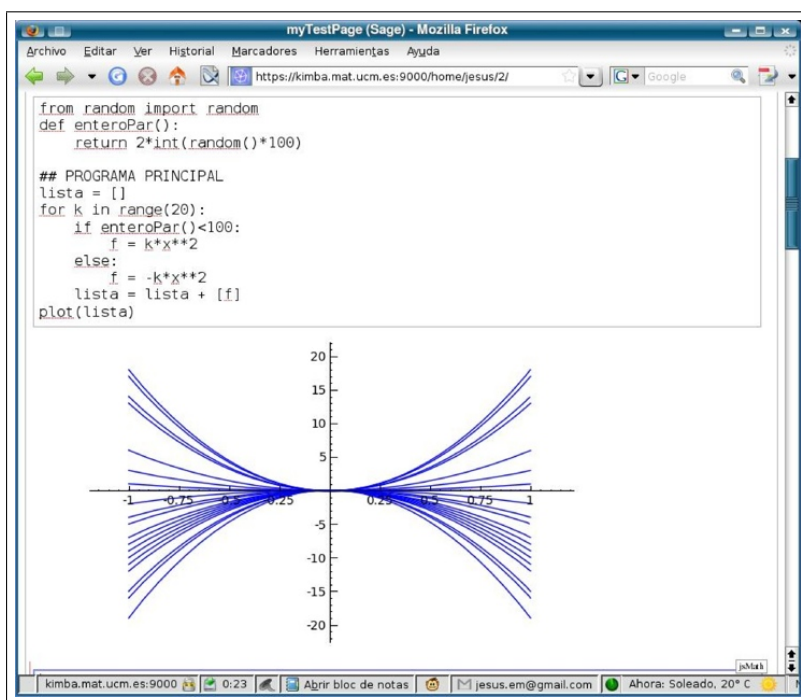 myTestPage (Sage) - Mozilla Firefox
Archivo Editar Ver Historial Marcadores Herramientas Ayuda
https://kimba.mat.ucm.es:9000/home/jesus/2/ G Google
from random import random
def enteroPar():
    return 2*int(random()*100)
## PROGRAMA PRINCIPAL
lista = []
for k in range(20):
    if enteroPar()<100:
        f = k*x**2
    else:
        f = -k*x**2
    lista = lista + [f]
plot(lista)
20
15
10
5
-1 -0.75 -0.5 -0.25 0.25 0.5 0.75 1
-5
-10
-15
-20
jsMath
kimba.mat.ucm.es:9000 0:23 Abrir bloc de notas jesus.em@gmail.com Ahora: Soleado, 20° C